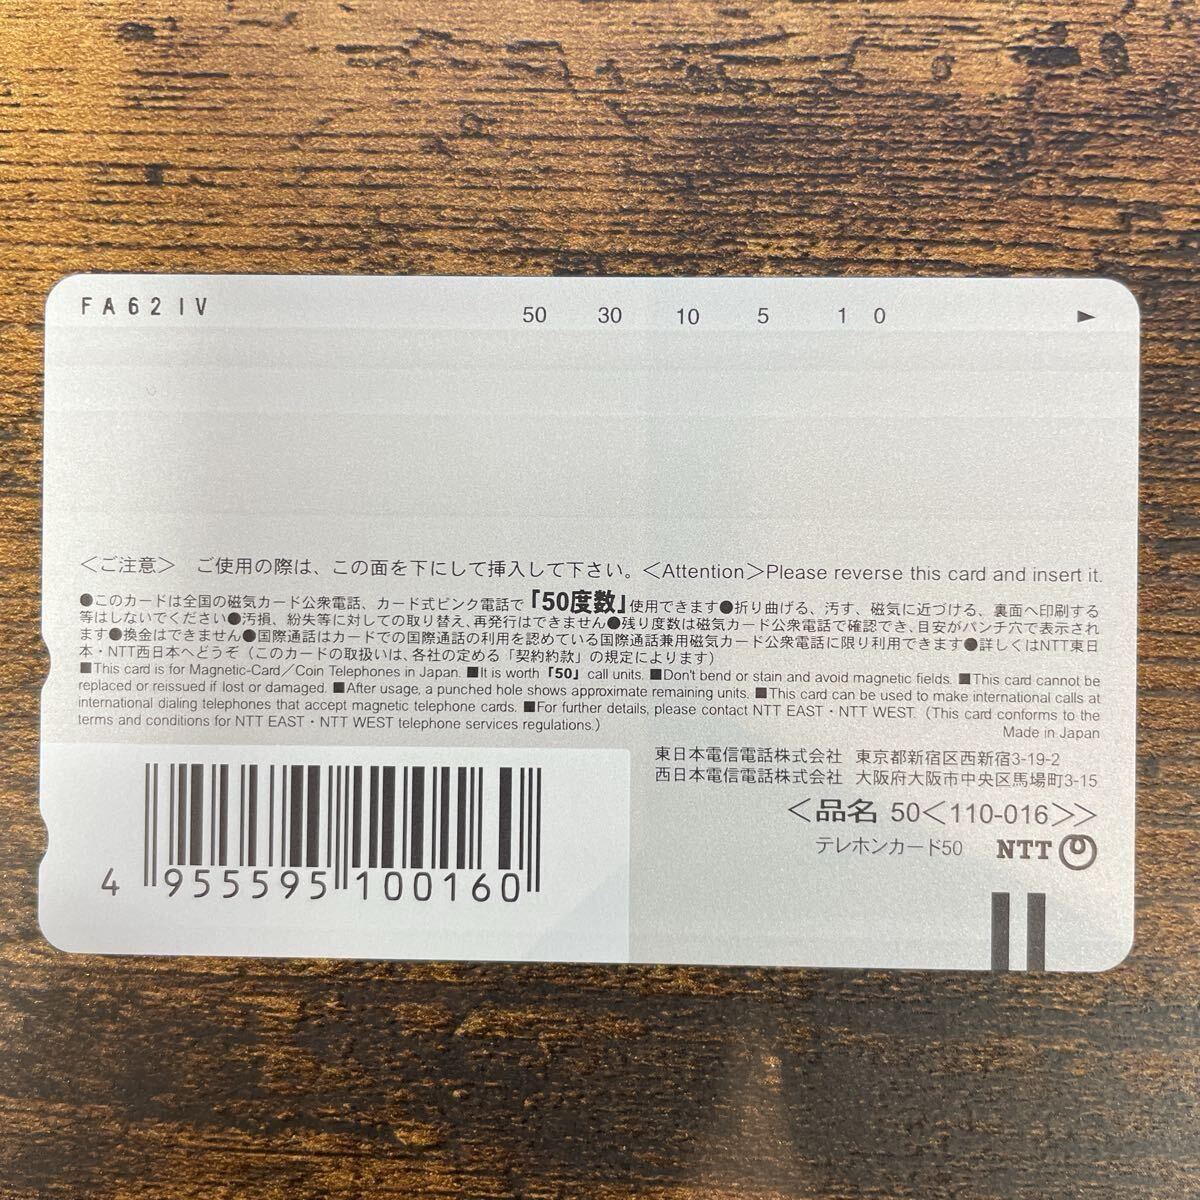 FA621V
50 30 10 5 1 0 ▶
＜ご注意＞ ご使用の際は、この面を下にして挿入して下さい。＜Attention＞Please reverse this card and insert it.
●このカードは全国の磁気カード公衆電話、カード式ピンク電話で「50度数」使用できます●折り曲げる、汚す、磁気に近づける、裏面へ印刷する
等はしないでください●汚損、紛失等に対しての取り替え、再発行はできません●残り度数は磁気カード公衆電話で確認でき、目安がパンチ穴で表示され
ます●換金はできません●国際通話はカードでの国際通話の利用を認めている国際通話兼用磁気カード公衆電話に限り利用できます●詳しくはNTT東日
本・NTT西日本へどうぞ（このカードの取扱いは、各社の定める「契約約款」の規定によります）
■This card is for Magnetic-Card／Coin Telephones in Japan. ■It is worth「50」call units. ■Don't bend or stain and avoid magnetic fields. ■This card cannot be
replaced or reissued if lost or damaged. ■After usage, a punched hole shows approximate remaining units. ■This card can be used to make international calls at
international dialing telephones that accept magnetic telephone cards. ■For further details, please contact NTT EAST・NTT WEST.（This card conforms to the
terms and conditions for NTT EAST・NTT WEST telephone services regulations.）
Made in Japan
東日本電信電話株式会社 東京都新宿区西新宿3-19-2
西日本電信電話株式会社 大阪府大阪市中央区馬場町3-15
＜品名 50＜110-016＞＞
テレホンカード50 NTT
4 955595 100160